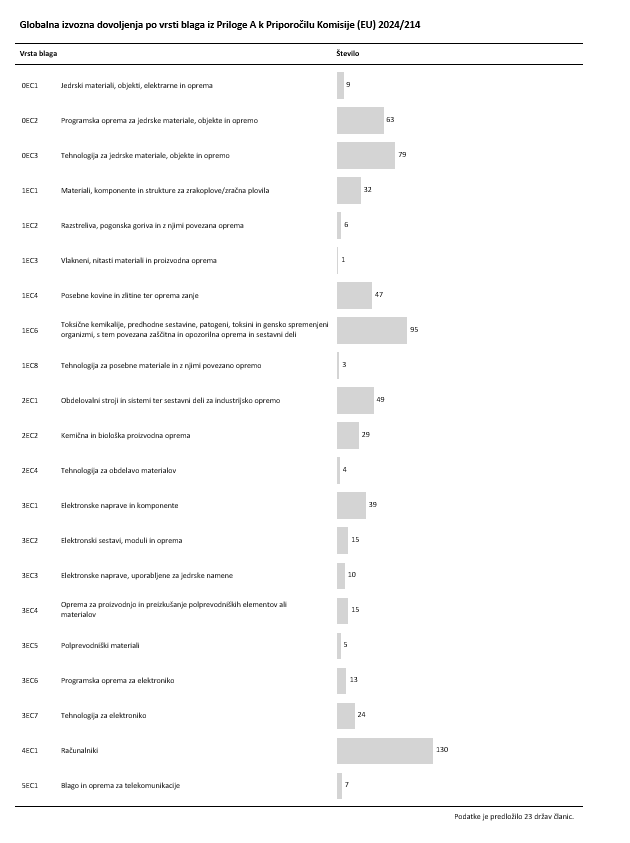 Globalna izvozna dovoljenja po vrsti blaga iz Priloge A k Priporočilu Komisije (EU) 2024/214
Vrsta blaga Število
0EC1 Jedrski materiali, objekti, elektrarne in oprema 9
0EC2 Programska oprema za jedrske materiale, objekte in opremo 63
0EC3 Tehnologija za jedrske materiale, objekte in opremo 79
1EC1 Materiali, komponente in strukture za zrakoplove/zračna plovila 32
1EC2 Razstreliva, pogonska goriva in z njimi povezana oprema 6
1EC3 Vlakneni, nitasti materiali in proizvodna oprema 1
1EC4 Posebne kovine in zlitine ter oprema zanje 47
1EC6 Toksične kemikalije, predhodne sestavine, patogeni, toksini in gensko spremenjeni
organizmi, s tem povezana zaščitna in opozorilna oprema in sestavni deli 95
1EC8 Tehnologija za posebne materiale in z njimi povezano opremo 3
2EC1 Obdelovalni stroji in sistemi ter sestavni deli za industrijsko opremo 49
2EC2 Kemična in biološka proizvodna oprema 29
2EC4 Tehnologija za obdelavo materialov 4
3EC1 Elektronske naprave in komponente 39
3EC2 Elektronski sestavi, moduli in oprema 15
3EC3 Elektronske naprave, uporabljene za jedrske namene 10
3EC4 Oprema za proizvodnjo in preizkušanje polprevodniških elementov ali
materialov 15
3EC5 Polprevodniški materiali 5
3EC6 Programska oprema za elektroniko 13
3EC7 Tehnologija za elektroniko 24
4EC1 Računalniki 130
5EC1 Blago in oprema za telekomunikacije 7
Podatke je predložilo 23 držav članic.